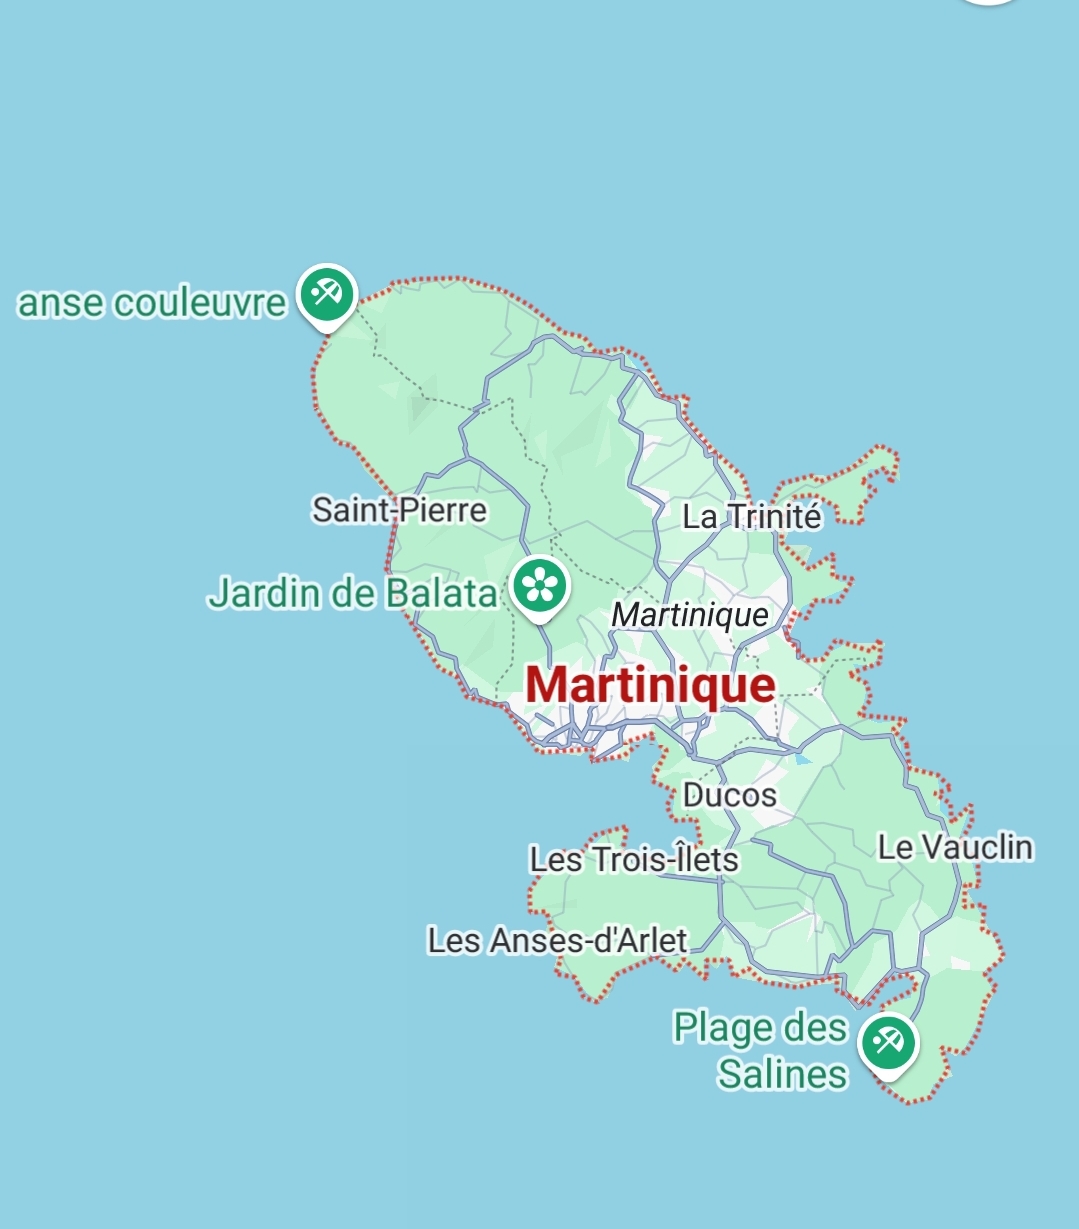 anse couleuvre
Saint-Pierre
La Trinité
Jardin de Balata
Martinique
Martinique
Ducos
Le Vauclin
Les Trois-Îlets
Les Anses-d'Arlet
Plage des
Salines